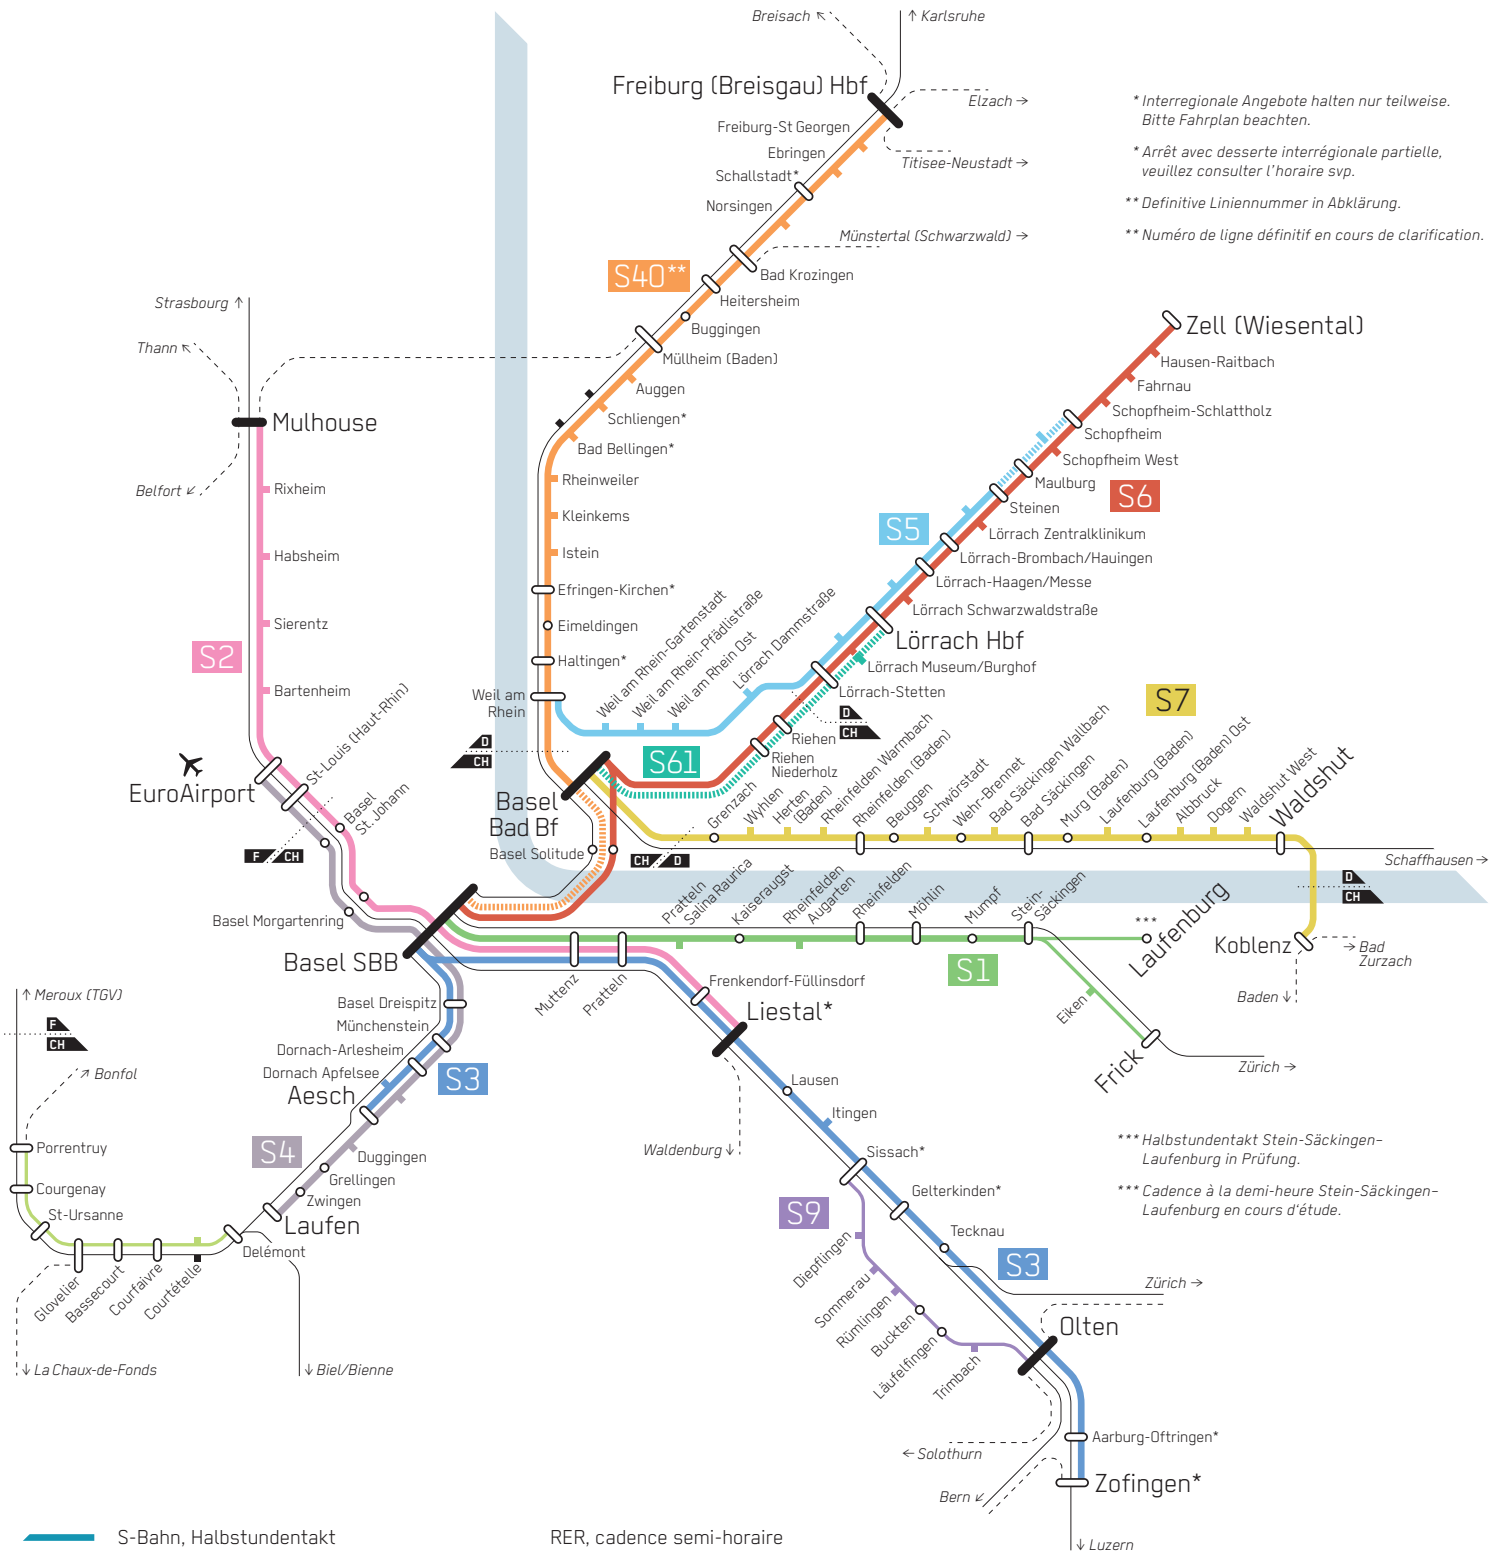 Breisach ↖
↑ Karlsruhe
Freiburg (Breisgau) Hbf
Elzach →
Titisee-Neustadt →
Freiburg-St Georgen
Ebringen
Schallstadt*
Norsingen
Münstertal (Schwarzwald) →
* Interregionale Angebote halten nur teilweise.
Bitte Fahrplan beachten.
* Arrêt avec desserte interrégionale partielle,
veuillez consulter l'horaire svp.
** Definitive Liniennummer in Abklärung.
** Numéro de ligne définitif en cours de clarification.
S40**
Bad Krozingen
Heitersheim
Buggingen
Müllheim (Baden)
Auggen
Schliengen*
Bad Bellingen*
Rheinweiler
Kleinkems
Istein
Efringen-Kirchen*
Eimeldingen
Haltingen*
Weil am
Rhein
Strasbourg ↑
Thann ↖
Mulhouse
Belfort ↙
Rixheim
Habsheim
Sierentz
S2
Bartenheim
St-Louis (Haut-Rhin)
EuroAirport
Basel
St. Johann
F
CH
Basel Morgartenring
Zell (Wiesental)
Hausen-Raitbach
Fahrnau
Schopfheim-Schlattholz
Schopfheim
Schopfheim West
Maulburg
S6
Steinen
S5
Lörrach Zentralklinikum
Lörrach-Brombach/Hauingen
Lörrach-Haagen/Messe
Lörrach Schwarzwaldstraße
Lörrach Hbf
Lörrach Museum/Burghof
Lörrach-Stetten
Weil am Rhein-Gartenstadt
Weil am Rhein-Pfädlistraße
Weil am Rhein Ost
Lörrach Dammstraße
D
CH
D
CH
Riehen
Riehen
Niederholz
S61
S7
Basel
Bad Bf
Basel Solitude
CH
D
Grenzach
Wyhlen
Herten
(Baden)
Rheinfelden Warmbach
Rheinfelden (Baden)
Beuggen
Schwörstadt
Wehr-Brennet
Bad Säckingen Wallbach
Bad Säckingen
Murg (Baden)
Laufenburg (Baden)
Laufenburg (Baden) Ost
Albbruck
Dogern
Waldshut West
Waldshut
Schaffhausen →
D
CH
Koblenz
→ Bad
Zurzach
Baden ↓
Basel SBB
Pratteln
Salina Raurica
Kaiseraugst
Rheinfelden
Augarten
Rheinfelden
Möhlin
Mumpf
Stein-
Säckingen
***
Laufenburg
S1
Eiken
Frick
Zürich →
Muttenz
Pratteln
Frenkendorf-Füllinsdorf
Liestal*
Waldenburg ↓
Lausen
Itingen
Sissach*
Gelterkinden*
Tecknau
S3
Zürich →
S9
Diepflingen
Sommerau
Rümlingen
Buckten
Läufelfingen
Trimbach
Olten
← Solothurn
Bern ↙
Aarburg-Oftringen*
Zofingen*
↓ Luzern
*** Halbstundentakt Stein-Säckingen–
Laufenburg in Prüfung.
*** Cadence à la demi-heure Stein-Säckingen–
Laufenburg en cours d'étude.
Basel Dreispitz
Münchenstein
Dornach-Arlesheim
Dornach Apfelsee
S3
Aesch
S4
Duggingen
Grellingen
Zwingen
Laufen
Delémont
↑ Meroux (TGV)
F
CH
↗ Bonfol
Porrentruy
Courgenay
St-Ursanne
Glovelier
Bassecourt
Courfaivre
Courtételle
↓ La Chaux-de-Fonds
↓ Biel/Bienne
S-Bahn, Halbstundentakt
RER, cadence semi-horaire